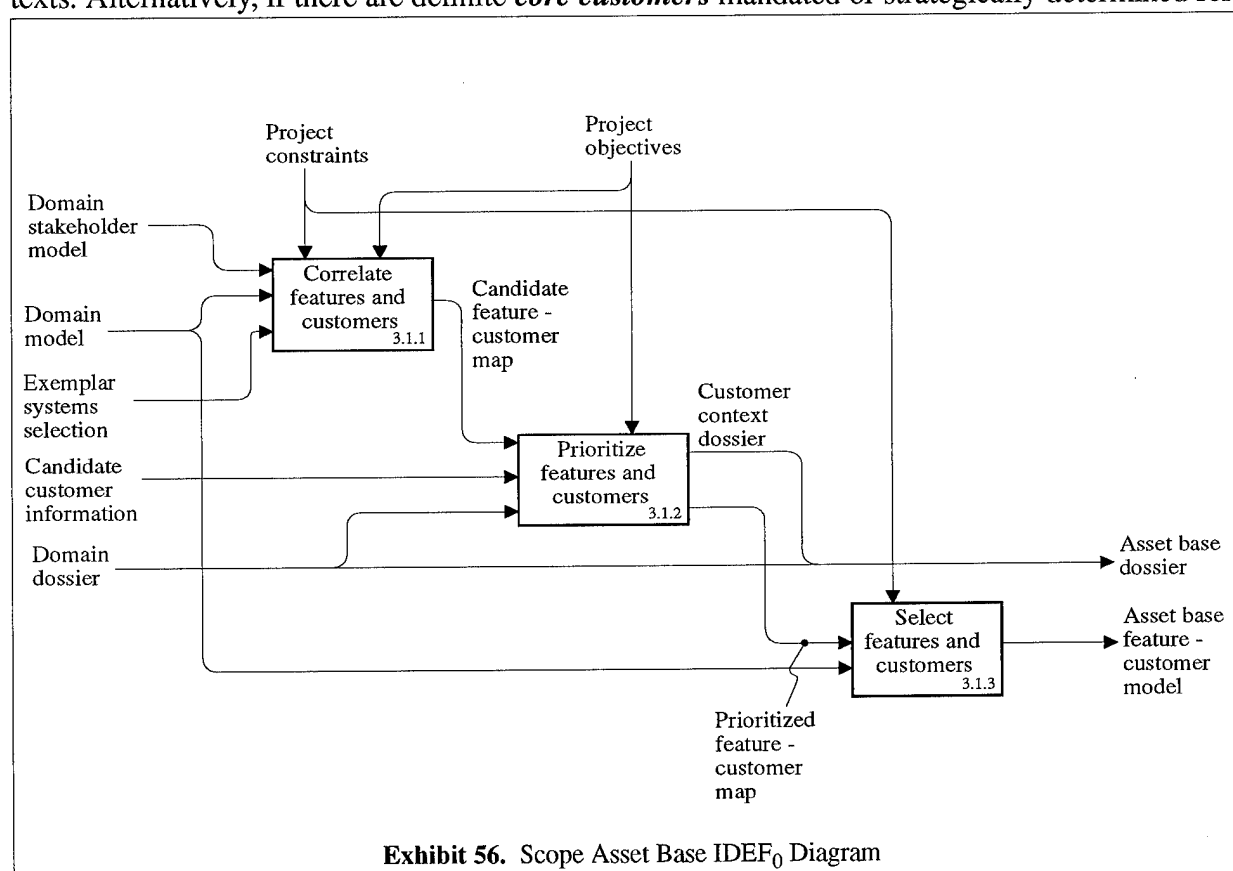 texts. Alternatively, if there are definite core customers mandated or strategically determined
Project
constraints
Project
objectives
Domain
stakeholder
model
Correlate
features and
customers
3.1.1
Candidate
feature -
customer
map
Domain
model
Exemplar
systems
selection
Customer
context
dossier
Prioritize
features and
customers
3.1.2
Candidate
customer
information
Domain
dossier
Asset base
dossier
Select
features and
customers
3.1.3
Asset base
feature -
customer
model
Prioritized
feature -
customer
map
Exhibit 56. Scope Asset Base IDEF0 Diagram